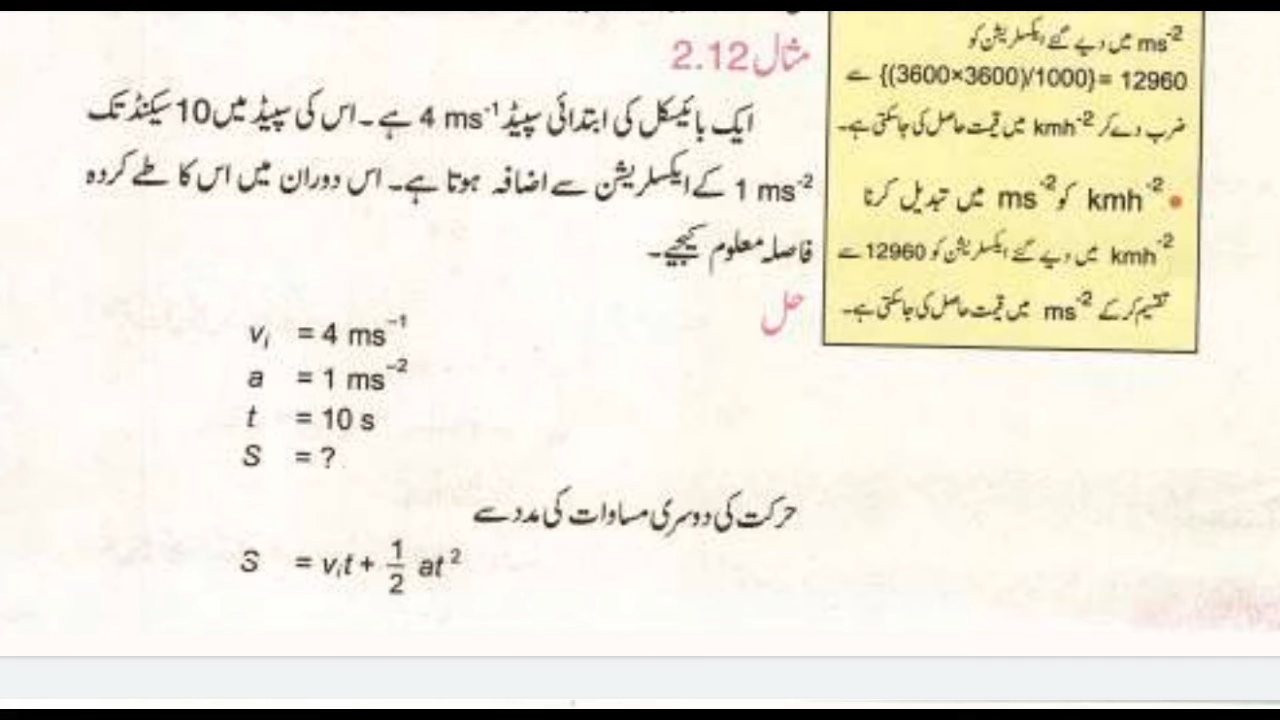 مثال 2.12
ایک بائیسکل کی ابتدائی سپیڈ 4 ms⁻¹ ہے۔ اس کی سپیڈ میں 10 سیکنڈ تک
1 ms⁻² کے ایکسلریشن سے اضافہ ہوتا ہے۔ اس دوران میں اس کا طے کردہ
فاصلہ معلوم کیجیے۔
حل
vᵢ = 4 ms⁻¹
a = 1 ms⁻²
t = 10 s
S = ?
حرکت کی دوسری مساوات کی مدد سے
S = vᵢt + 1/2 at²
ms⁻² میں دیے گئے ایکسلریشن کو
{(3600×3600)/1000} = 12960 سے
ضرب دے کر kmh⁻² میں قیمت حاصل کی جاسکتی ہے۔
• kmh⁻² کو ms⁻² میں تبدیل کرنا
kmh⁻² میں دیے گئے ایکسلریشن کو 12960 سے
تقسیم کر کے ms⁻² میں قیمت حاصل کی جاسکتی ہے۔